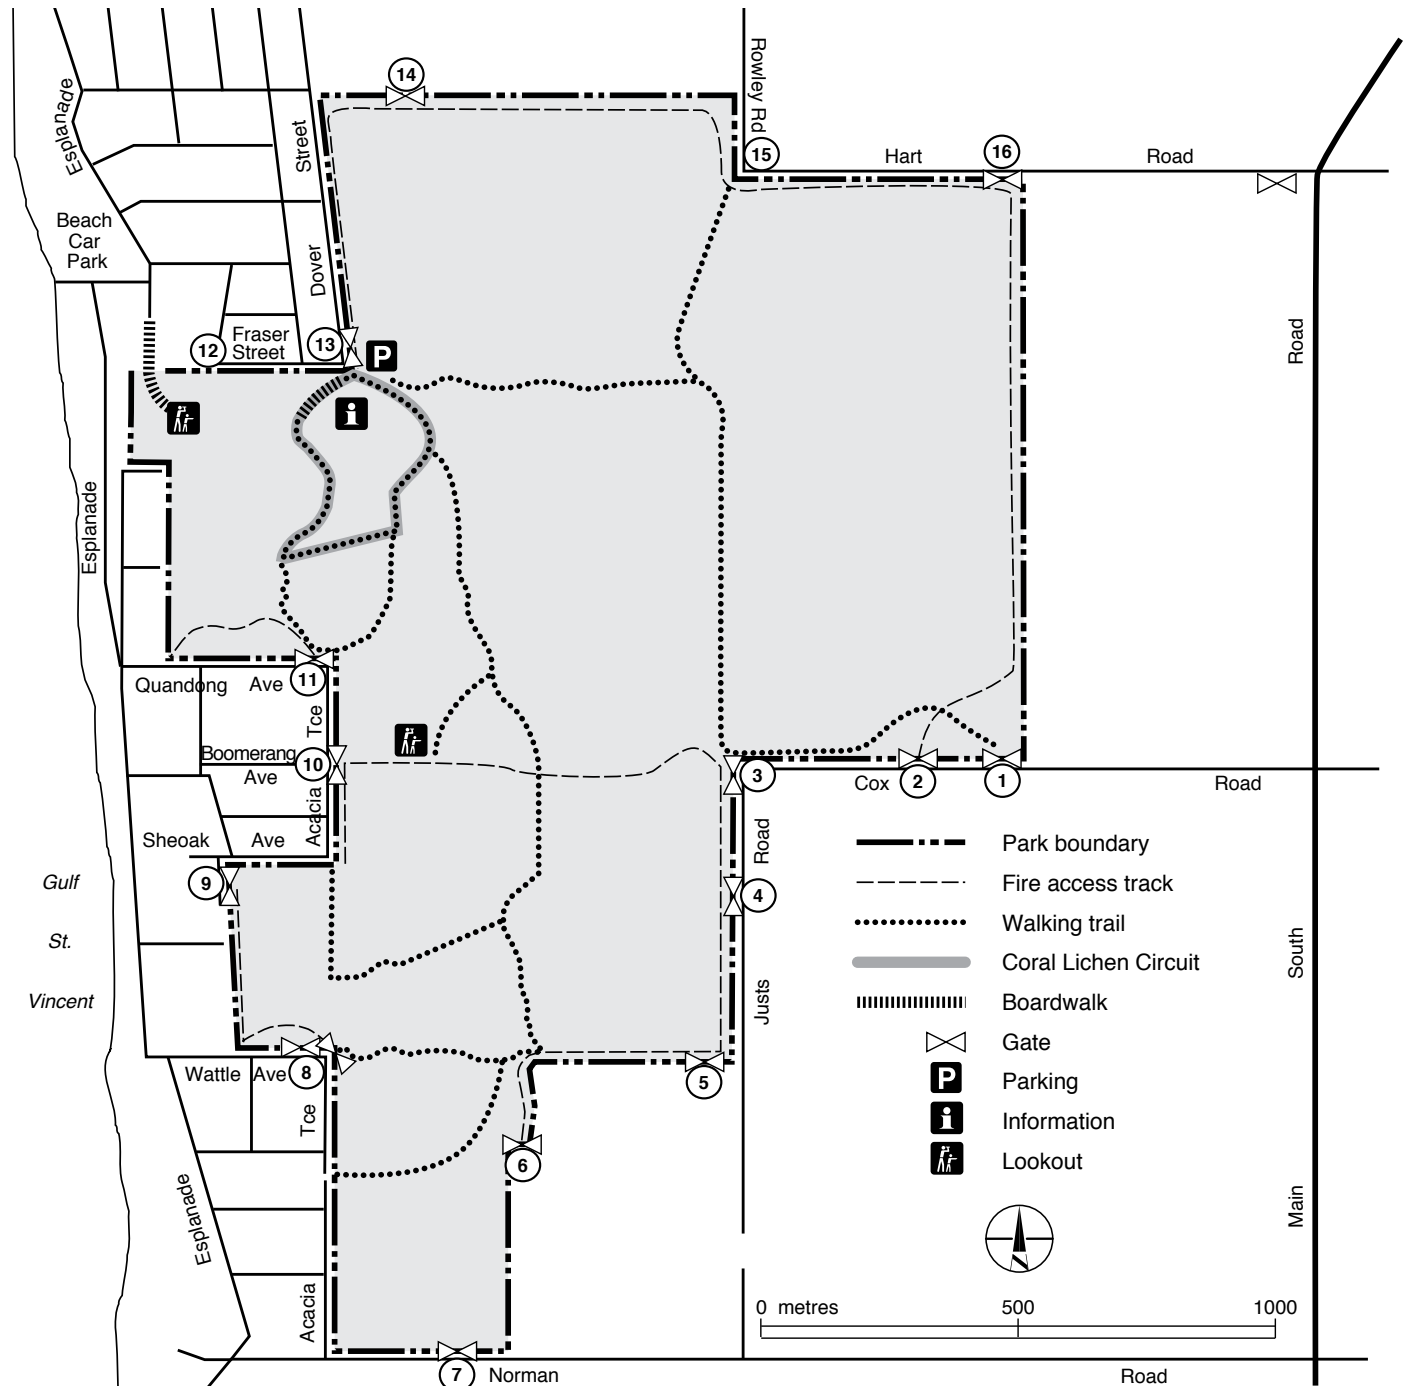 14
Esplanade
Street
Rowley Rd
15
Hart
16
Road
Beach
Car
Park
Dover
12
Fraser
Street
13
P
i
Road
Esplanade
Quandong Ave
11
Tce
Boomerang
Ave
10
Acacia
3
Cox
2
1
Road
Sheoak Ave
Road
Park boundary
9
Gulf
St.
Vincent
4
Fire access track
Walking trail
South
Coral Lichen Circuit
Justs
Boardwalk
Gate
Wattle Ave
8
5
P
Parking
Tce
i
Information
6
Lookout
Esplanade
Main
Acacia
0 metres 500 1000
7
Norman
Road